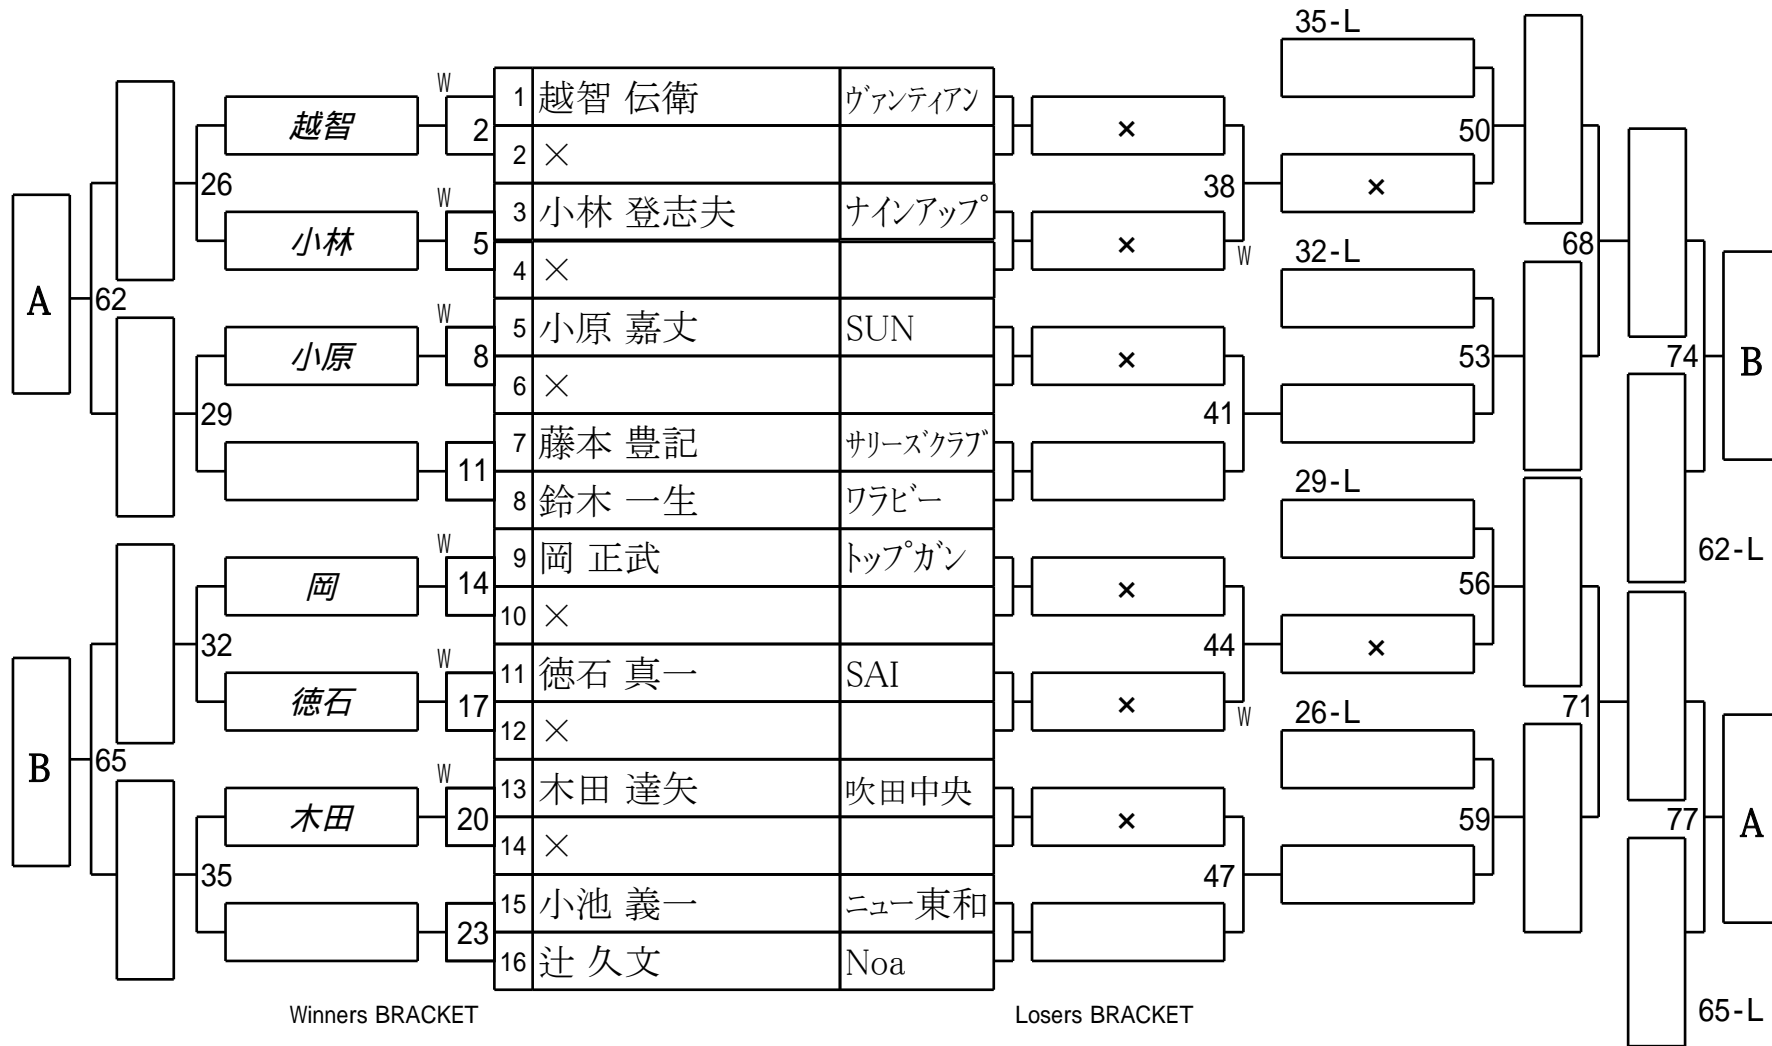 35-L
W
1 越智 伝衛 ヴァンティアン
越智 2 × 50
2 ×
26 W 38 ×
3 小林 登志夫 ナインアップ
小林 5 × W 68
4 × 32-L
A 62 B
W
5 小原 嘉丈 SUN
小原 8 × 53 74
6 ×
29 41
7 藤本 豊記 サリーズクラブ
11 29-L
8 鈴木 一生 ワラビー
W
9 岡 正武 トップガン 62-L
岡 14 × 56
10 ×
32 W 44 ×
11 徳石 真一 SAI
徳石 17 × W 71
12 × 26-L
B 65 A
W
13 木田 達矢 吹田中央
木田 20 × 59 77
14 ×
35 47
15 小池 義一 ニュー東和
23
16 辻 久文 Noa
Winners BRACKET Losers BRACKET 65-L